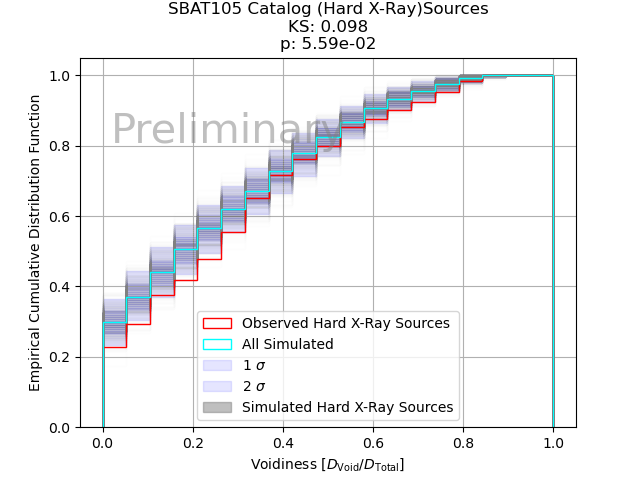 SBAT105 Catalog (Hard X-Ray)Sources
KS: 0.098
p: 5.59e-02
Preliminary
Empirical Cumulative Distribution Function
1.0
0.8
0.6
0.4
0.2
0.0
Observed Hard X-Ray Sources
All Simulated
1 σ
2 σ
Simulated Hard X-Ray Sources
0.0 0.2 0.4 0.6 0.8 1.0
Voidiness [D_Void/D_Total]